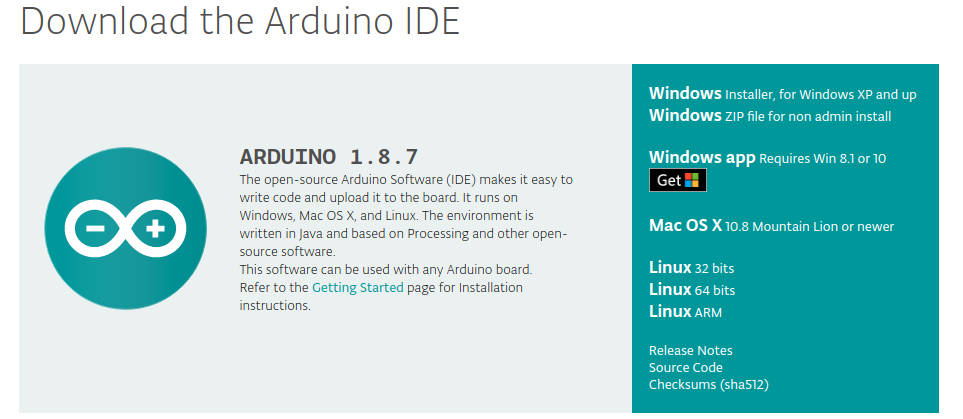 Download the Arduino IDE
ARDUINO 1.8.7
The open-source Arduino Software (IDE) makes it easy to
write code and upload it to the board. It runs on
Windows, Mac OS X, and Linux. The environment is
written in Java and based on Processing and other open-
source software.
This software can be used with any Arduino board.
Refer to the Getting Started page for Installation
instructions.
Windows Installer, for Windows XP and up
Windows ZIP file for non admin install
Windows app Requires Win 8.1 or 10
Get
Mac OS X 10.8 Mountain Lion or newer
Linux 32 bits
Linux 64 bits
Linux ARM
Release Notes
Source Code
Checksums (sha512)